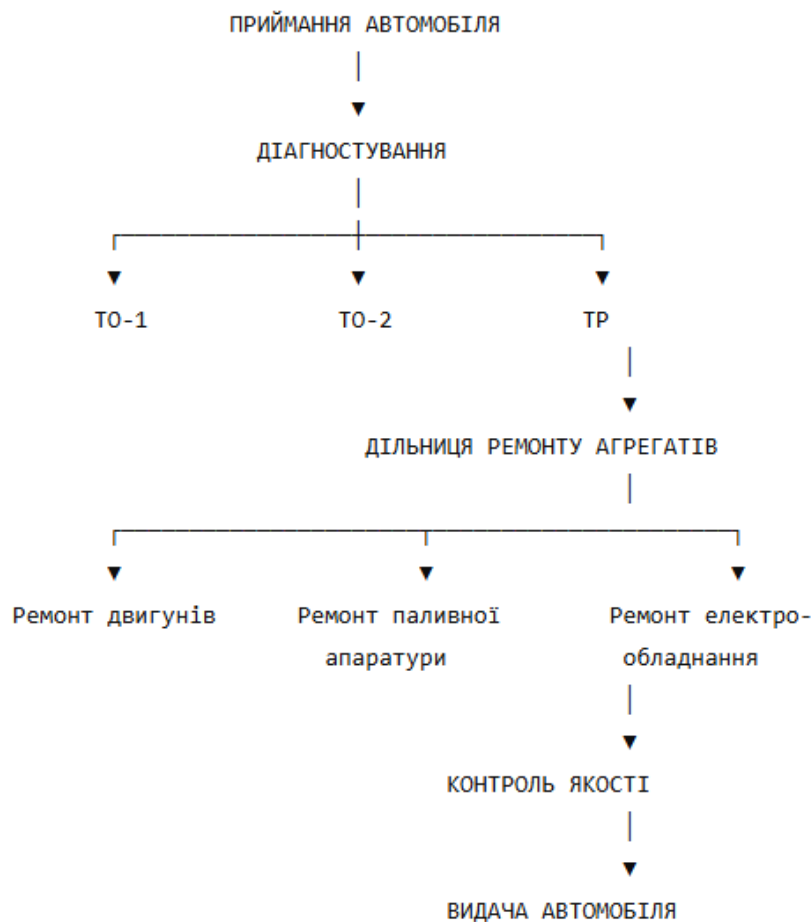 ПРИЙМАННЯ АВТОМОБІЛЯ
ДІАГНОСТУВАННЯ
ТО-1 ТО-2 ТР
ДІЛЬНИЦЯ РЕМОНТУ АГРЕГАТІВ
Ремонт двигунів Ремонт паливної Ремонт електро-
апаратури обладнання
КОНТРОЛЬ ЯКОСТІ
ВИДАЧА АВТОМОБІЛЯ